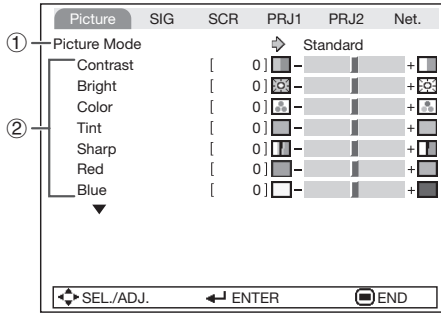 Picture SIG SCR PRJ1 PRJ2 Net.
① Picture Mode Standard
② Contrast [ 0 ] – +
Bright [ 0 ] – +
Color [ 0 ] – +
Tint [ 0 ] – +
Sharp [ 0 ] – +
Red [ 0 ] – +
Blue [ 0 ] – +
SEL./ADJ. ENTER END